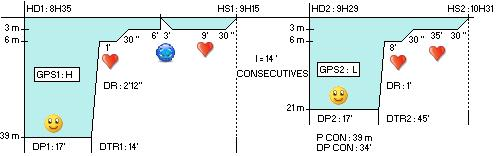 HD1: 8H35
HS1: 9H15
HD2: 9H29
HS2: 10H31
3 m
6 m
1'
30"
6'
3'
9'
30"
I = 14 '
CONSECUTIVES
3 m
6 m
8'
30"
35'
30"
GPS1: H
DR : 2'12"
GPS2 : L
DR : 1'
21 m
39 m
DP1: 17'
DTR1: 14'
DP2 : 17'
DTR2 : 45'
P CON : 39 m
DP CON : 34'